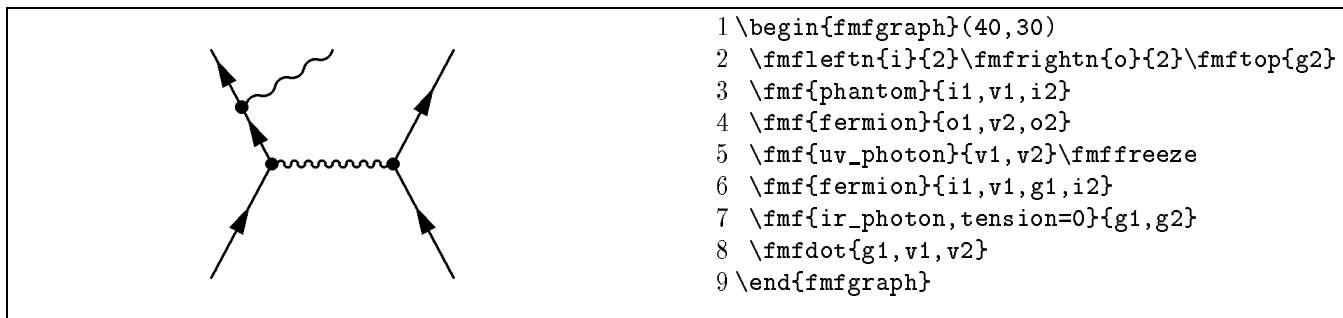 1 \begin{fmfgraph}(40,30)
2 \fmfleftn{i}{2}\fmfrightn{o}{2}\fmftop{g2}
3 \fmf{phantom}{i1,v1,i2}
4 \fmf{fermion}{o1,v2,o2}
5 \fmf{uv_photon}{v1,v2}\fmffreeze
6 \fmf{fermion}{i1,v1,g1,i2}
7 \fmf{ir_photon,tension=0}{g1,g2}
8 \fmfdot{g1,v1,v2}
9 \end{fmfgraph}